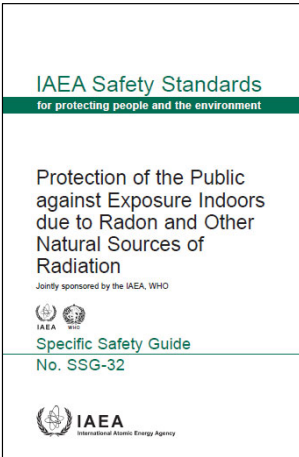 IAEA Safety Standards
for protecting people and the environment
Protection of the Public
against Exposure Indoors
due to Radon and Other
Natural Sources of
Radiation
Jointly sponsored by the IAEA, WHO
IAEA WHO
Specific Safety Guide
No. SSG-32
IAEA
International Atomic Energy Agency